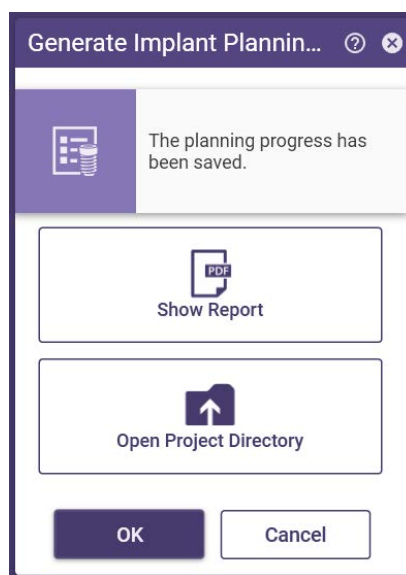 Generate Implant Plannin...
The planning progress has
been saved.
PDF
Show Report
Open Project Directory
OK
Cancel